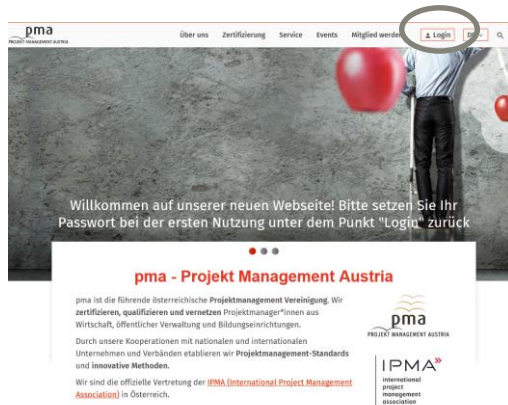 pma
PROJEKT MANAGEMENT AUSTRIA
über uns Zertifizierung Service Events Mitglied werden Login DE
Willkommen auf unserer neuen Webseite! Bitte setzen Sie Ihr
Passwort bei der ersten Nutzung unter dem Punkt "Login" zurück
pma - Projekt Management Austria
pma ist die führende österreichische Projektmanagement Vereinigung. Wir
zertifizieren, qualifizieren und vernetzen Projektmanager*innen aus
Wirtschaft, öffentlicher Verwaltung und Bildungseinrichtungen.
Durch unsere Kooperationen mit nationalen und internationalen
Unternehmen und Verbänden etablieren wir Projektmanagement-Standards
und innovative Methoden.
Wir sind die offizielle Vertretung der IPMA (International Project Management
Association) in Österreich.
pma
PROJEKT MANAGEMENT AUSTRIA
IPMA
international
project
management
association